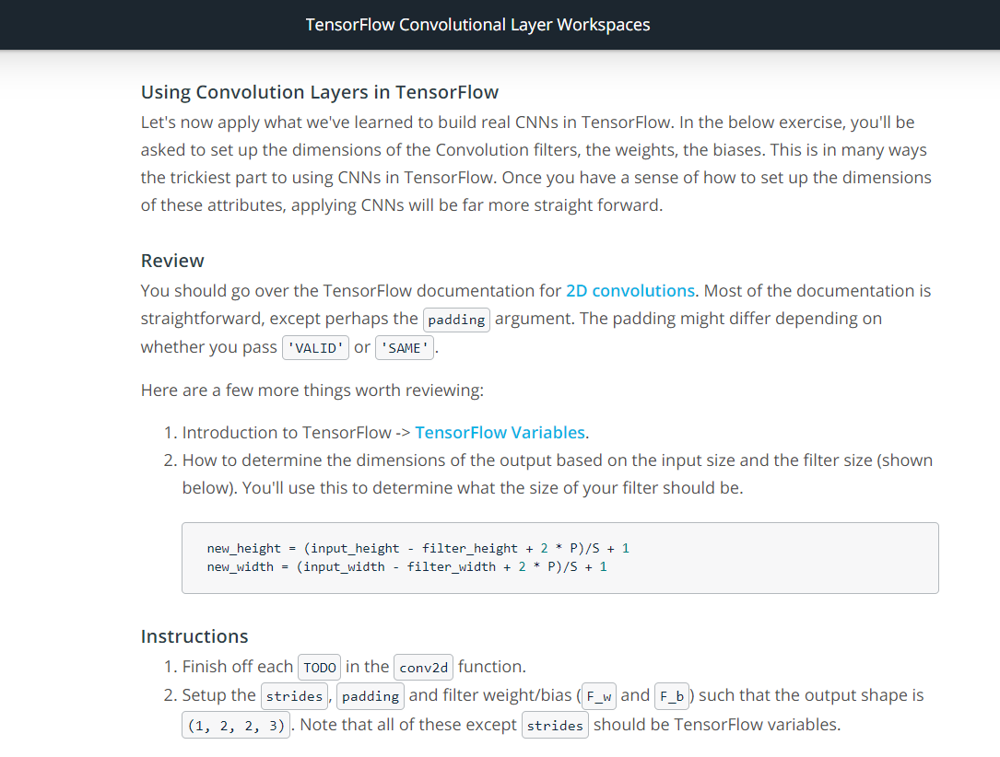 TensorFlow Convolutional Layer Workspaces
Using Convolution Layers in TensorFlow
Let's now apply what we've learned to build real CNNs in TensorFlow. In the below exercise, you'll be
asked to set up the dimensions of the Convolution filters, the weights, the biases. This is in many ways
the trickiest part to using CNNs in TensorFlow. Once you have a sense of how to set up the dimensions
of these attributes, applying CNNs will be far more straight forward.
Review
You should go over the TensorFlow documentation for 2D convolutions. Most of the documentation is
straightforward, except perhaps the padding argument. The padding might differ depending on
whether you pass 'VALID' or 'SAME'.
Here are a few more things worth reviewing:
1. Introduction to TensorFlow -> TensorFlow Variables.
2. How to determine the dimensions of the output based on the input size and the filter size (shown
below). You'll use this to determine what the size of your filter should be.
new_height = (input_height - filter_height + 2 * P)/S + 1
new_width = (input_width - filter_width + 2 * P)/S + 1
Instructions
1. Finish off each TODO in the conv2d function.
2. Setup the strides, padding and filter weight/bias (F_w and F_b) such that the output shape is
(1, 2, 2, 3). Note that all of these except strides should be TensorFlow variables.